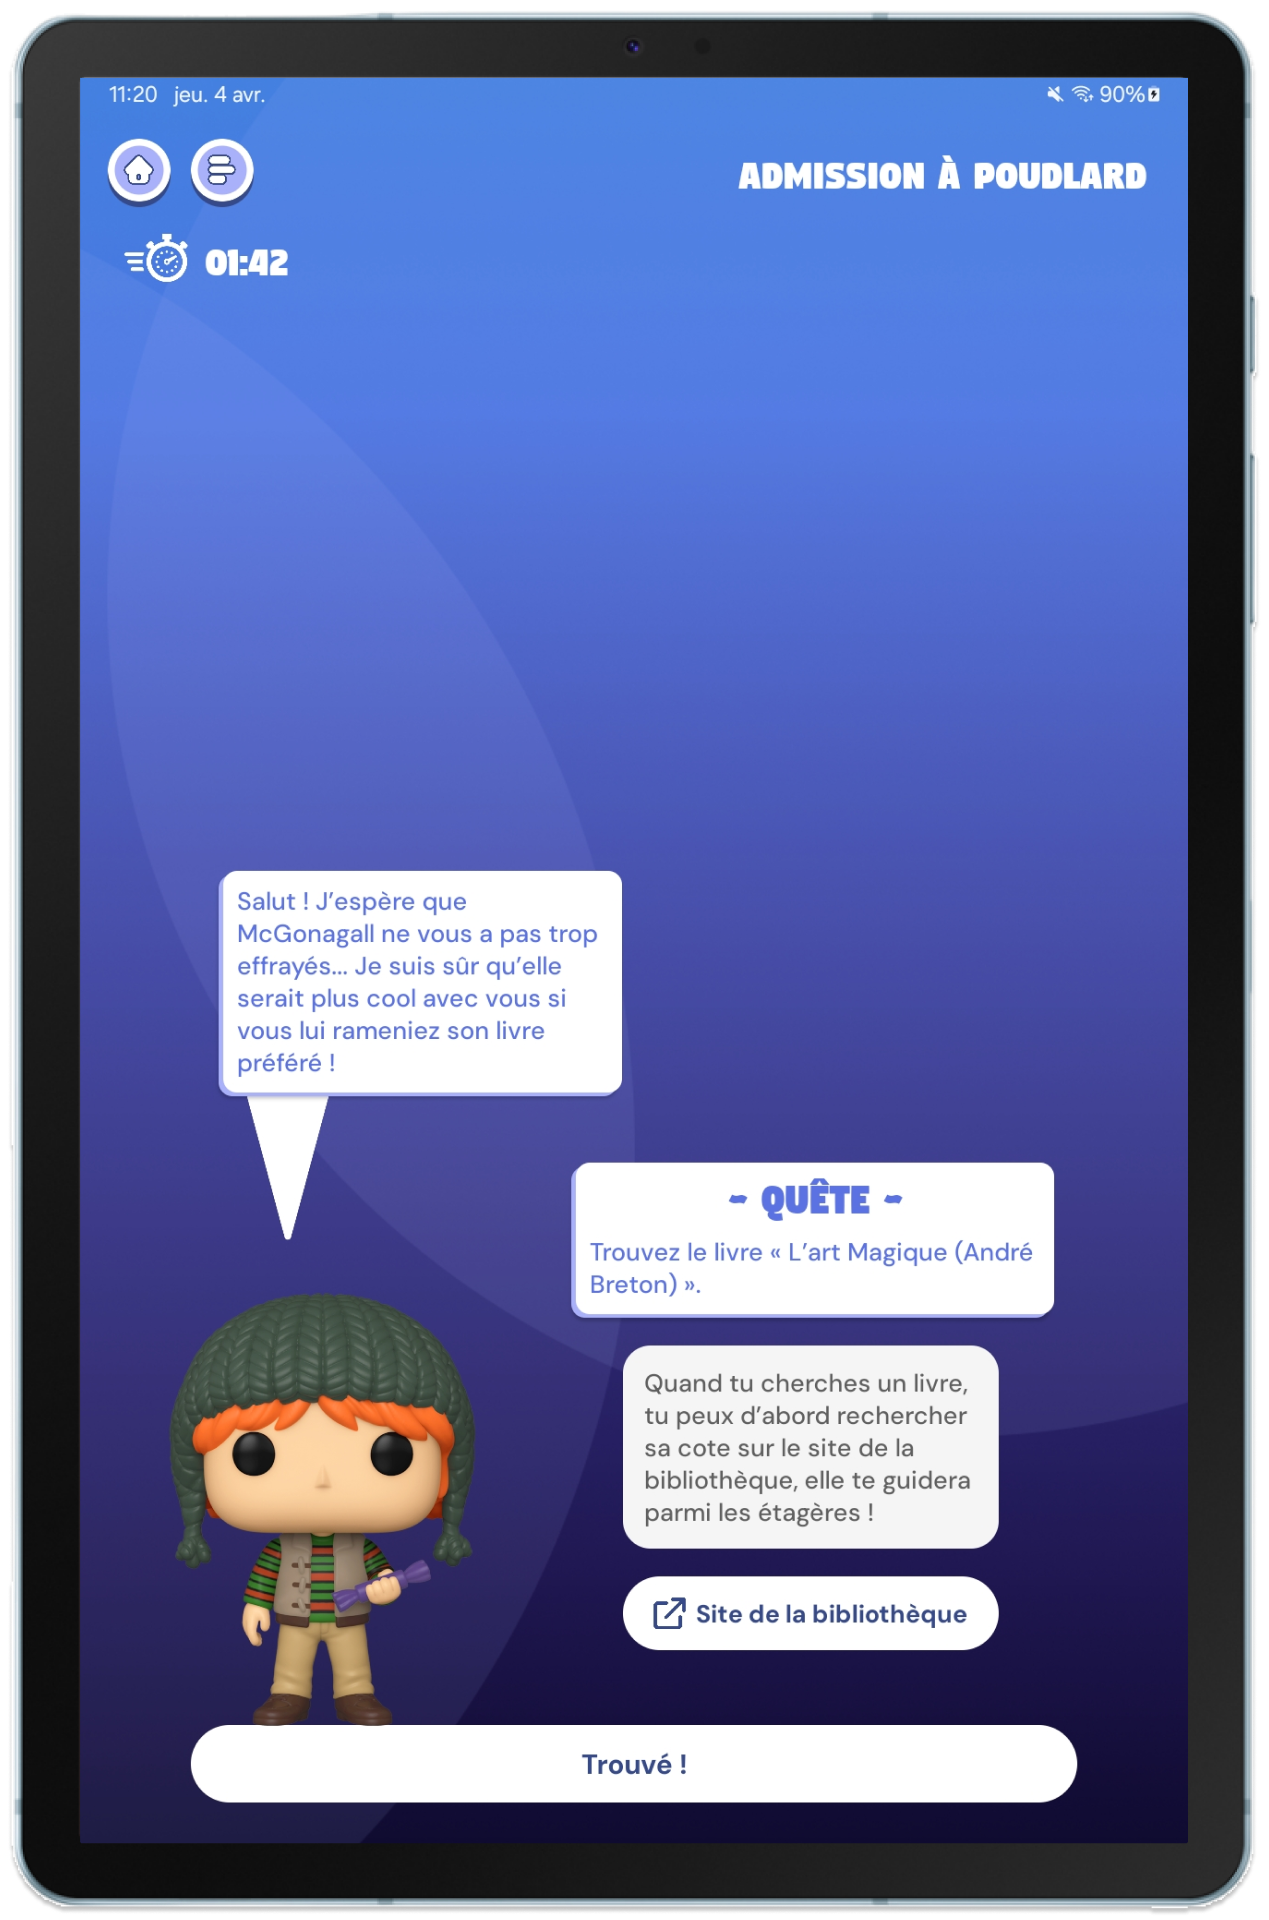 11:20 jeu. 4 avr.
90%
ADMISSION À POUDLARD
01:42
Salut ! J’espère que
McGonagall ne vous a pas trop
effrayés... Je suis sûr qu’elle
serait plus cool avec vous si
vous lui rameniez son livre
préféré !
~ QUÊTE ~
Trouvez le livre « L’art Magique (André
Breton) ».
Quand tu cherches un livre,
tu peux d’abord rechercher
sa cote sur le site de la
bibliothèque, elle te guidera
parmi les étagères !
Site de la bibliothèque
Trouvé !